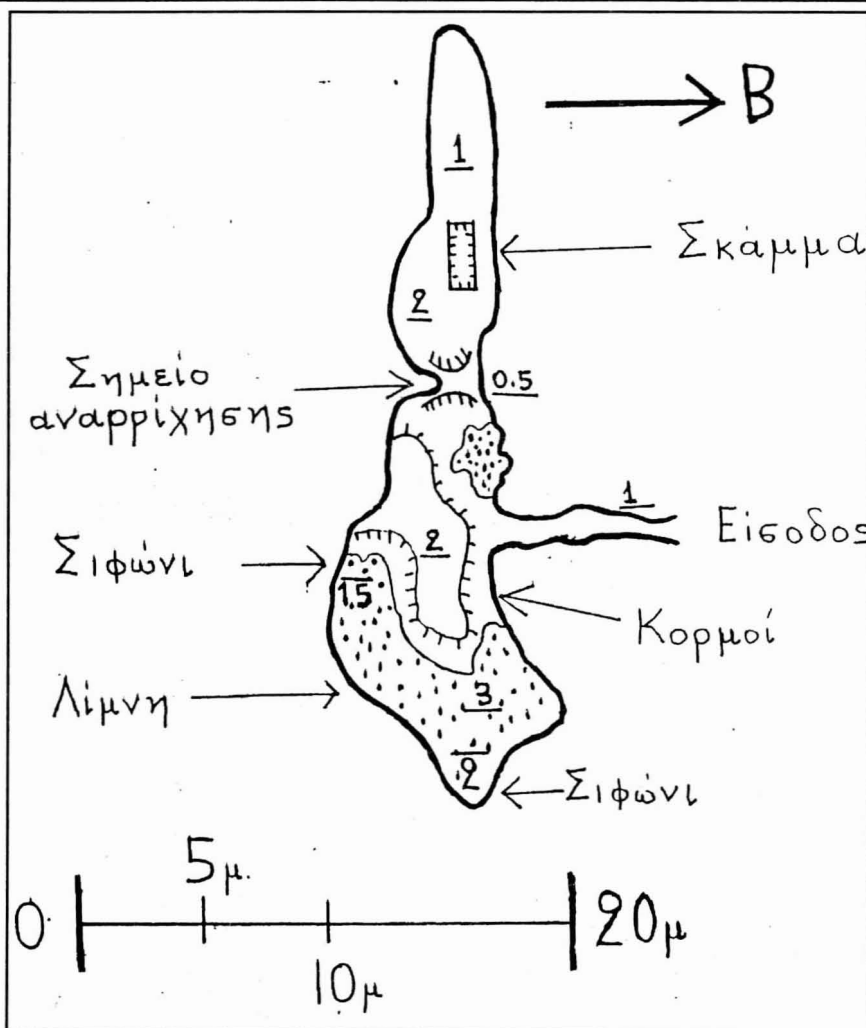 Β
1
Σκάμμα
2
Σημείο
αναρρίχησης
0.5
1
Είσοδος
2
Σιφώνι
1.5
Κορμοί
Λίμνη
3
2
Σιφώνι
0
5μ.
10μ
20μ